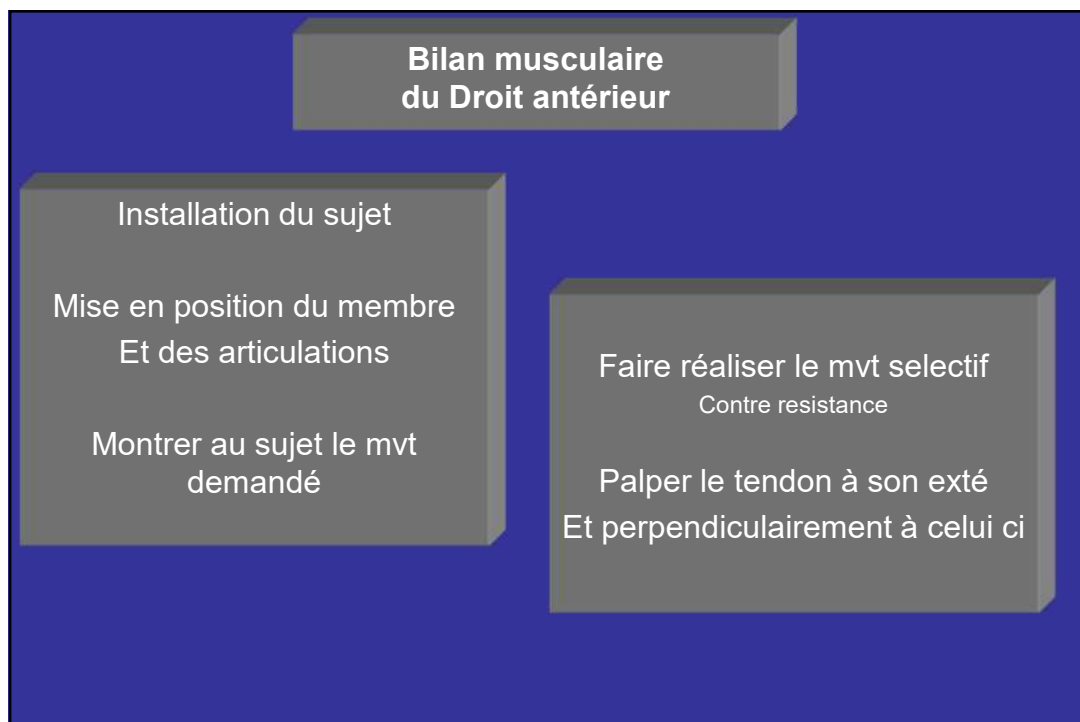 Bilan musculaire
du Droit antérieur
Installation du sujet
Mise en position du membre
Et des articulations
Montrer au sujet le mvt
demandé
Faire réaliser le mvt selectif
Contre resistance
Palper le tendon à son exté
Et perpendiculairement à celui ci